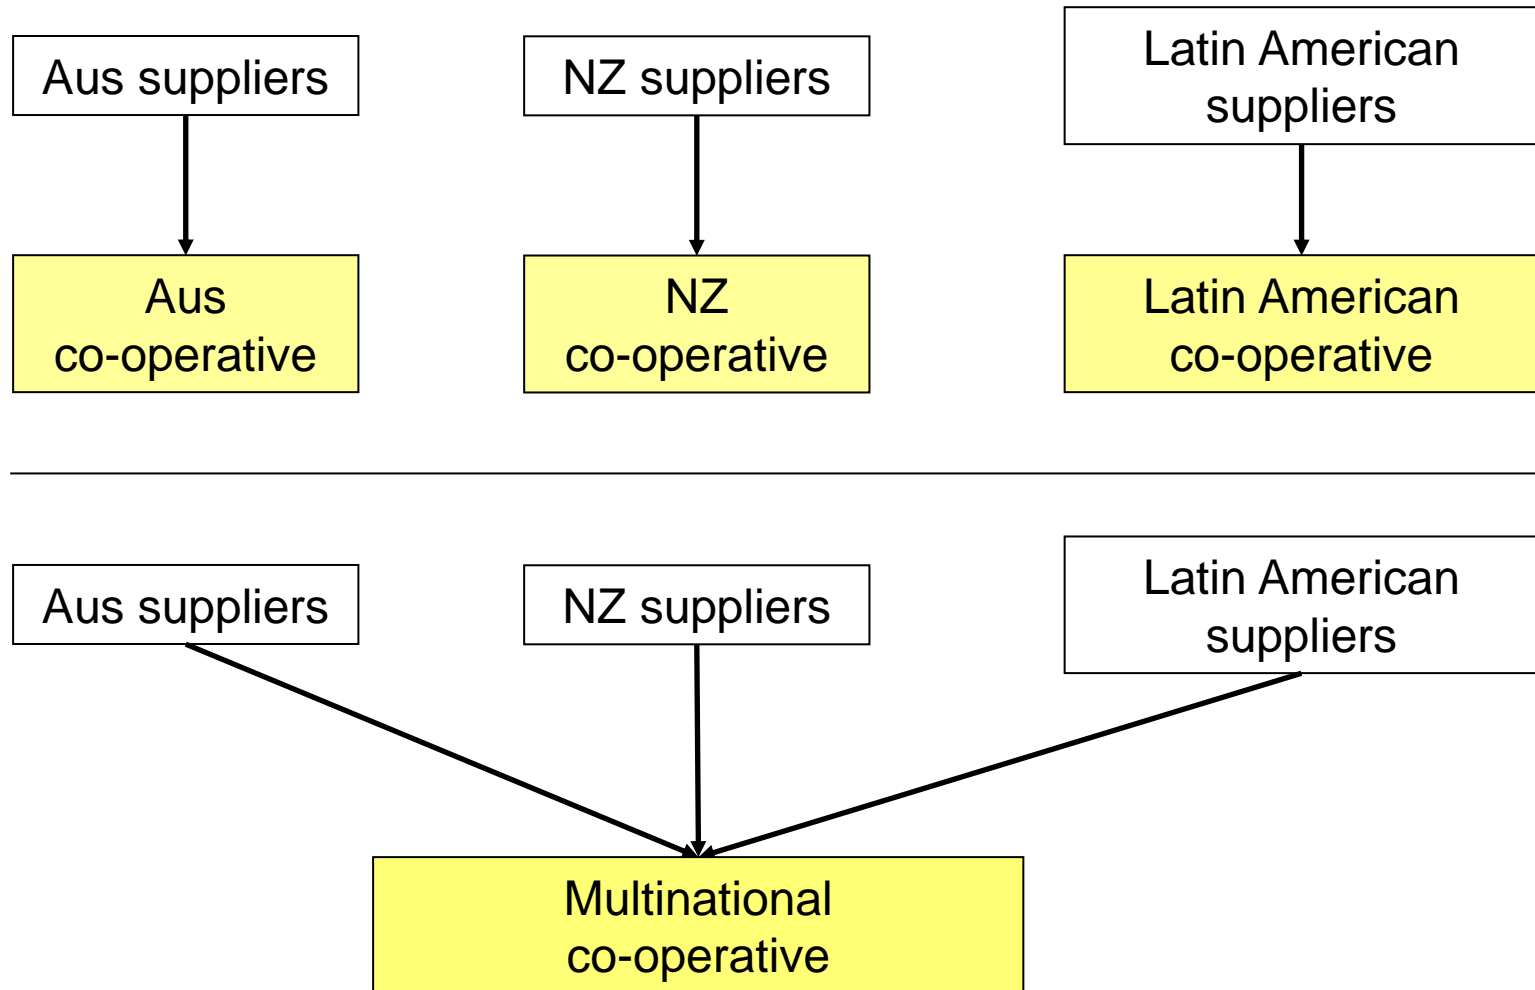 Aus suppliers
NZ suppliers
Latin American
suppliers
Aus
co-operative
NZ
co-operative
Latin American
co-operative
Aus suppliers
NZ suppliers
Latin American
suppliers
Multinational
co-operative